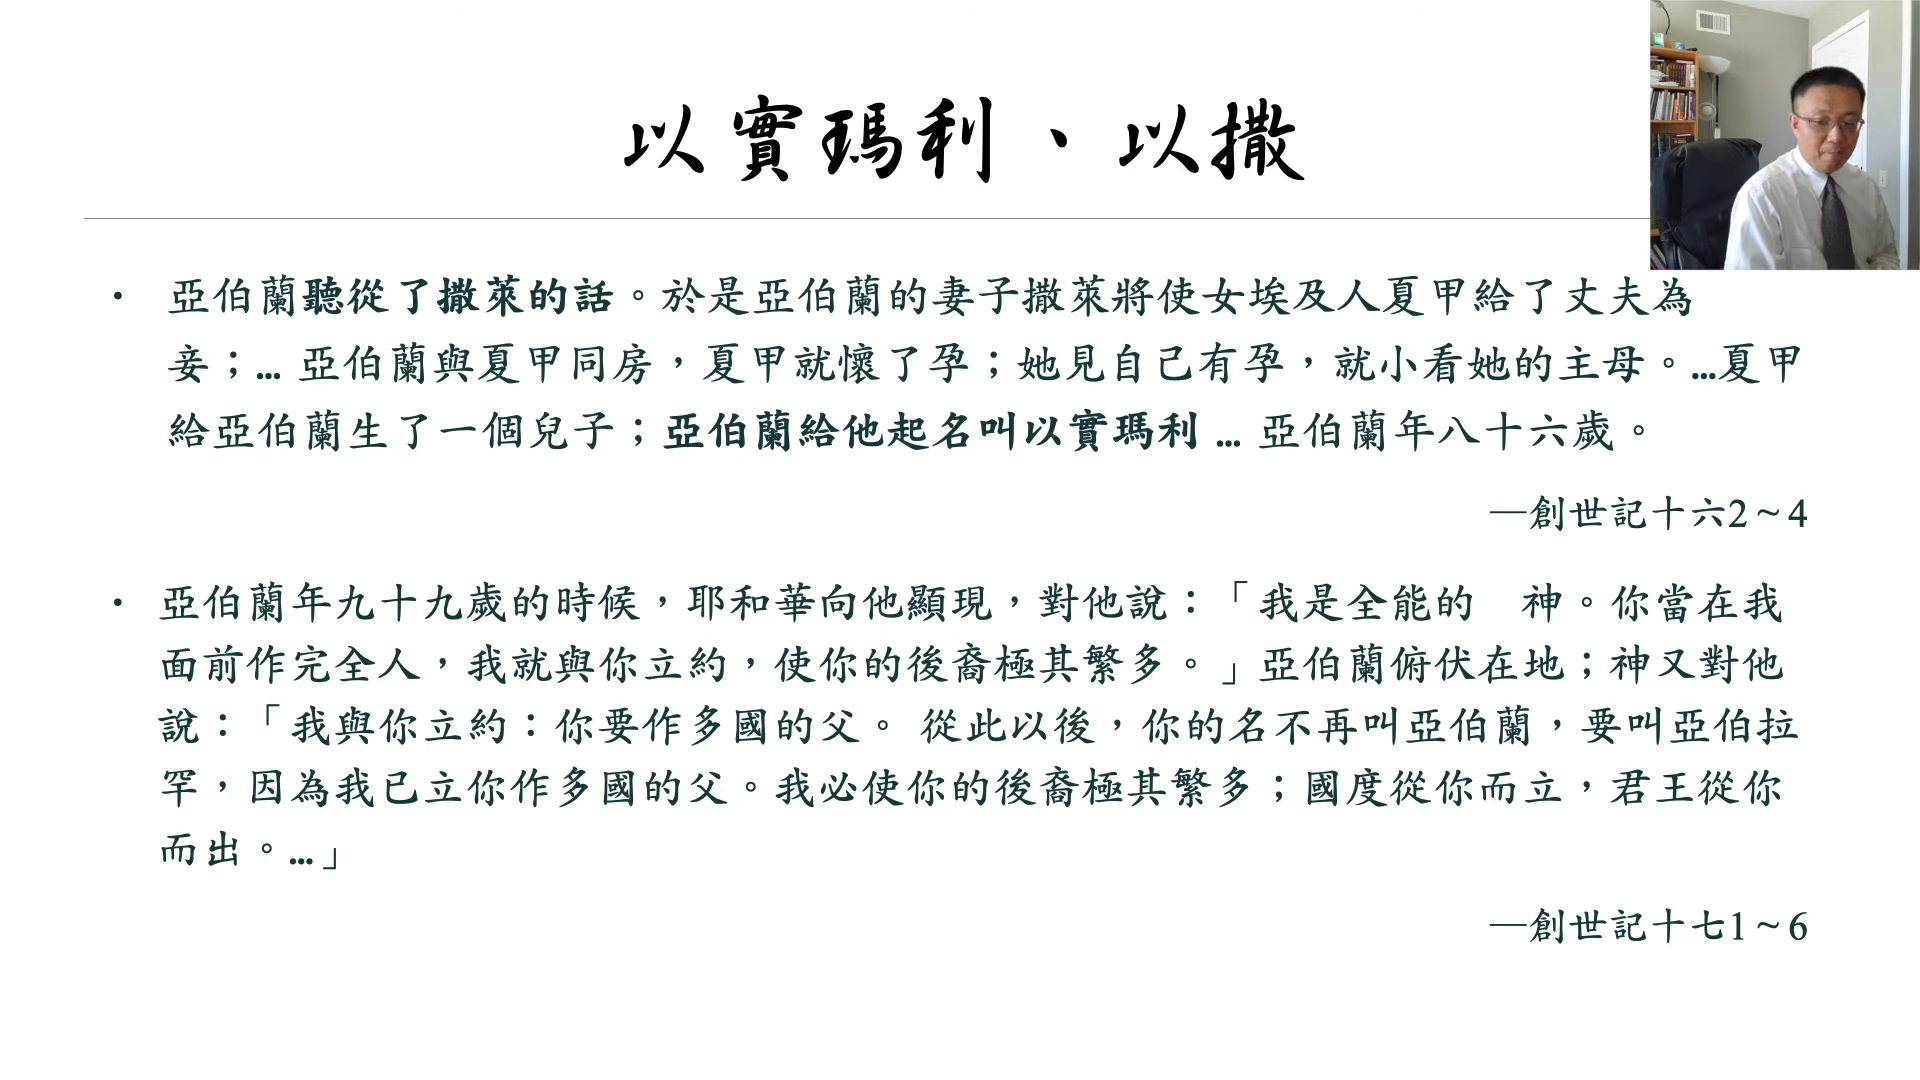 以實瑪利、以撒
• 亞伯蘭聽從了撒萊的話。於是亞伯蘭的妻子撒萊將使女埃及人夏甲給了丈夫為
妾；… 亞伯蘭與夏甲同房，夏甲就懷了孕；她見自己有孕，就小看她的主母。…夏甲
給亞伯蘭生了一個兒子；亞伯蘭給他起名叫以實瑪利 … 亞伯蘭年八十六歲。
—創世記十六2～4
• 亞伯蘭年九十九歲的時候，耶和華向他顯現，對他說：「我是全能的　神。你當在我
面前作完全人，我就與你立約，使你的後裔極其繁多。」亞伯蘭俯伏在地；神又對他
說：「我與你立約：你要作多國的父。 從此以後，你的名不再叫亞伯蘭，要叫亞伯拉
罕，因為我已立你作多國的父。我必使你的後裔極其繁多；國度從你而立，君王從你
而出。…」
—創世記十七1～6